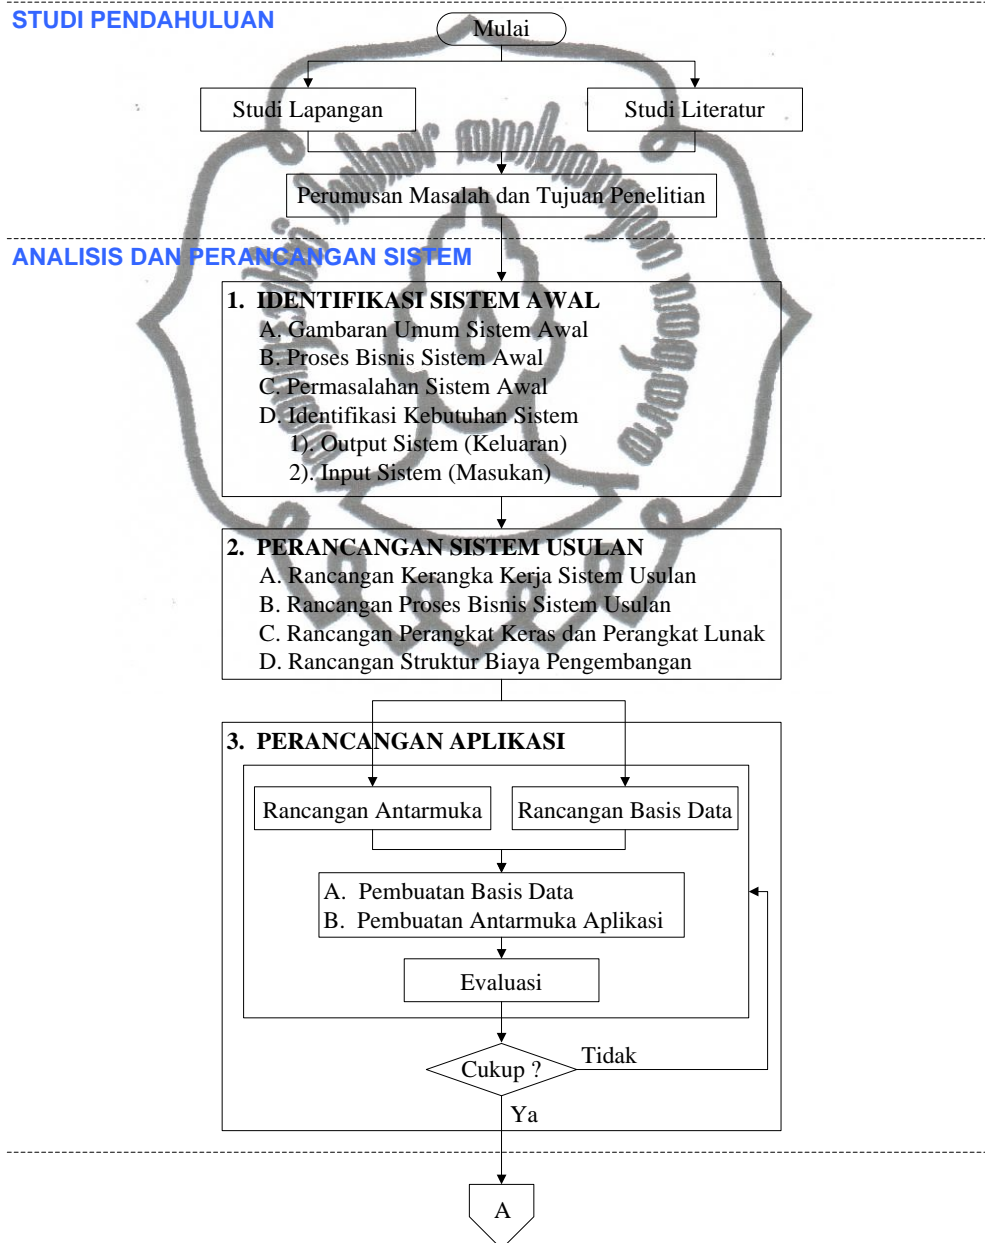 STUDI PENDAHULUAN
Mulai
Studi Lapangan
Studi Literatur
Perumusan Masalah dan Tujuan Penelitian
ANALISIS DAN PERANCANGAN SISTEM
1. IDENTIFIKASI SISTEM AWAL
A. Gambaran Umum Sistem Awal
B. Proses Bisnis Sistem Awal
C. Permasalahan Sistem Awal
D. Identifikasi Kebutuhan Sistem
1). Output Sistem (Keluaran)
2). Input Sistem (Masukan)
2. PERANCANGAN SISTEM USULAN
A. Rancangan Kerangka Kerja Sistem Usulan
B. Rancangan Proses Bisnis Sistem Usulan
C. Rancangan Perangkat Keras dan Perangkat Lunak
D. Rancangan Struktur Biaya Pengembangan
3. PERANCANGAN APLIKASI
Rancangan Antarmuka
Rancangan Basis Data
A. Pembuatan Basis Data
B. Pembuatan Antarmuka Aplikasi
Evaluasi
Cukup ?
Tidak
Ya
A